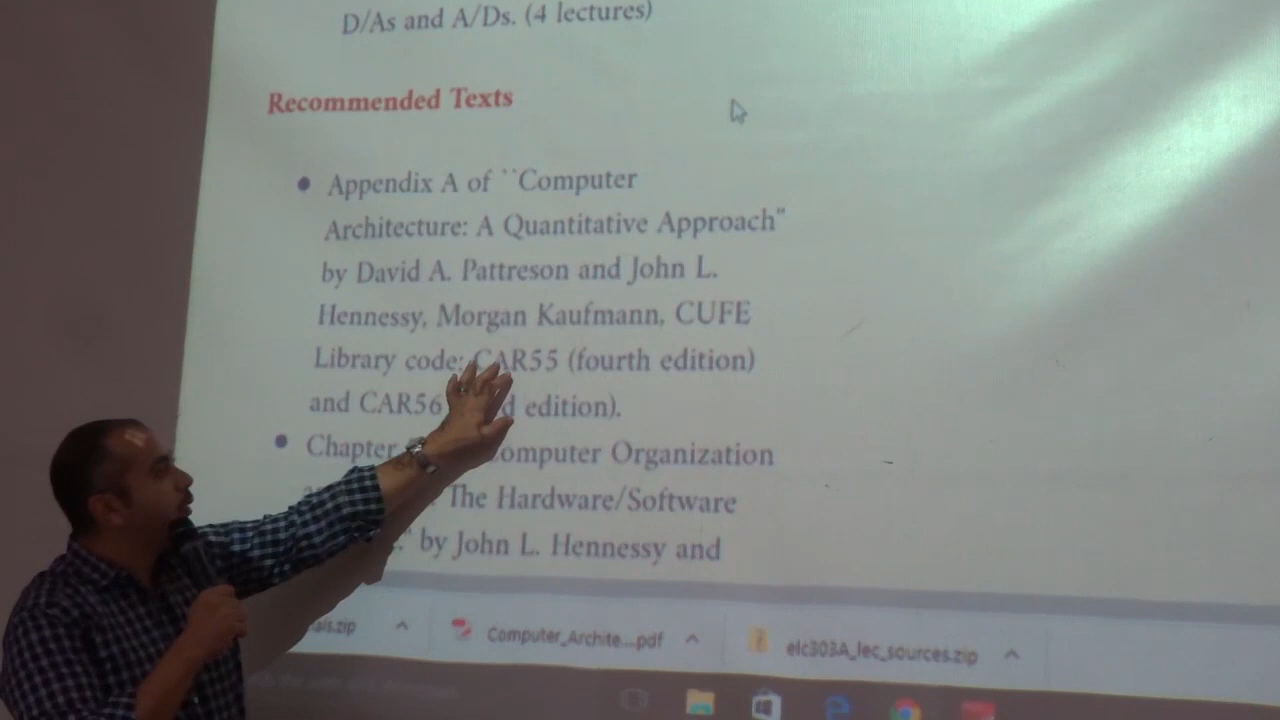 D/As and A/Ds. (4 lectures)
Recommended Texts
• Appendix A of ``Computer
Architecture: A Quantitative Approach"
by David A. Pattreson and John L.
Hennessy, Morgan Kaufmann, CUFE
Library code: CAR55 (fourth edition)
and CAR56 edition).
• Chapter Computer Organization
The Hardware/Software
by John L. Hennessy and
Computer_Archite....pdf
elc303A_lec_sources.zip